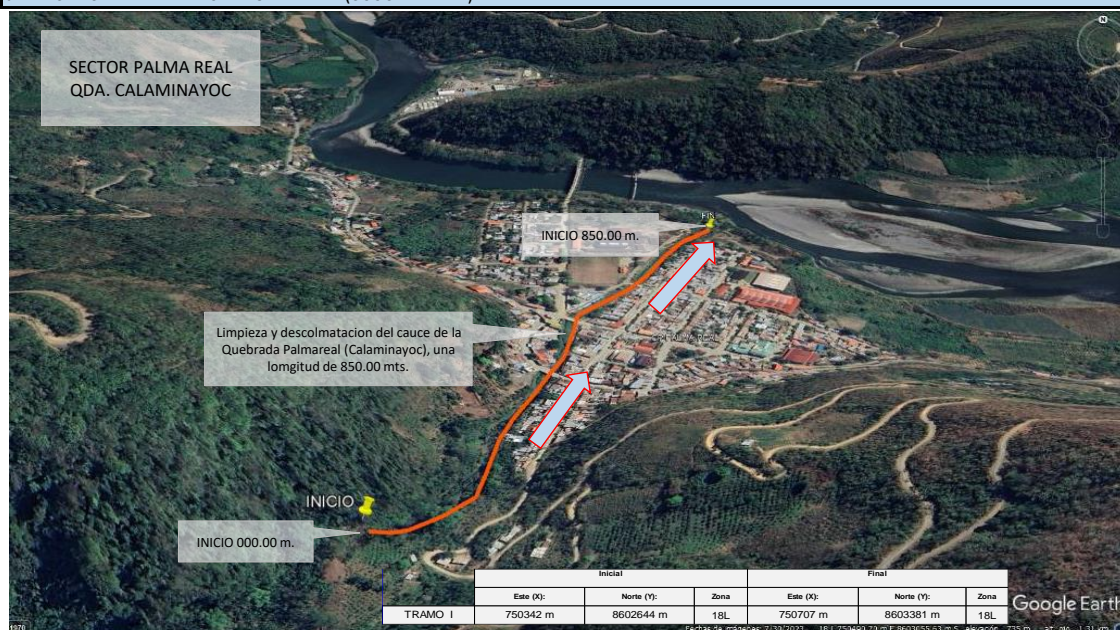 SECTOR PALMA REAL
QDA. CALAMINAYOC
N
FIN
INICIO 850.00 m.
Limpieza y descolmatacion del cauce de la
Quebrada Palmareal (Calaminayoc), una
lomgitud de 850.00 mts.
INICIO
INICIO 000.00 m.
Inicial Final
Este (X): Norte (Y): Zona Este (X): Norte (Y): Zona
TRAMO I 750342 m 8602644 m 18L 750707 m 8603381 m 18L
Google Earth
1970